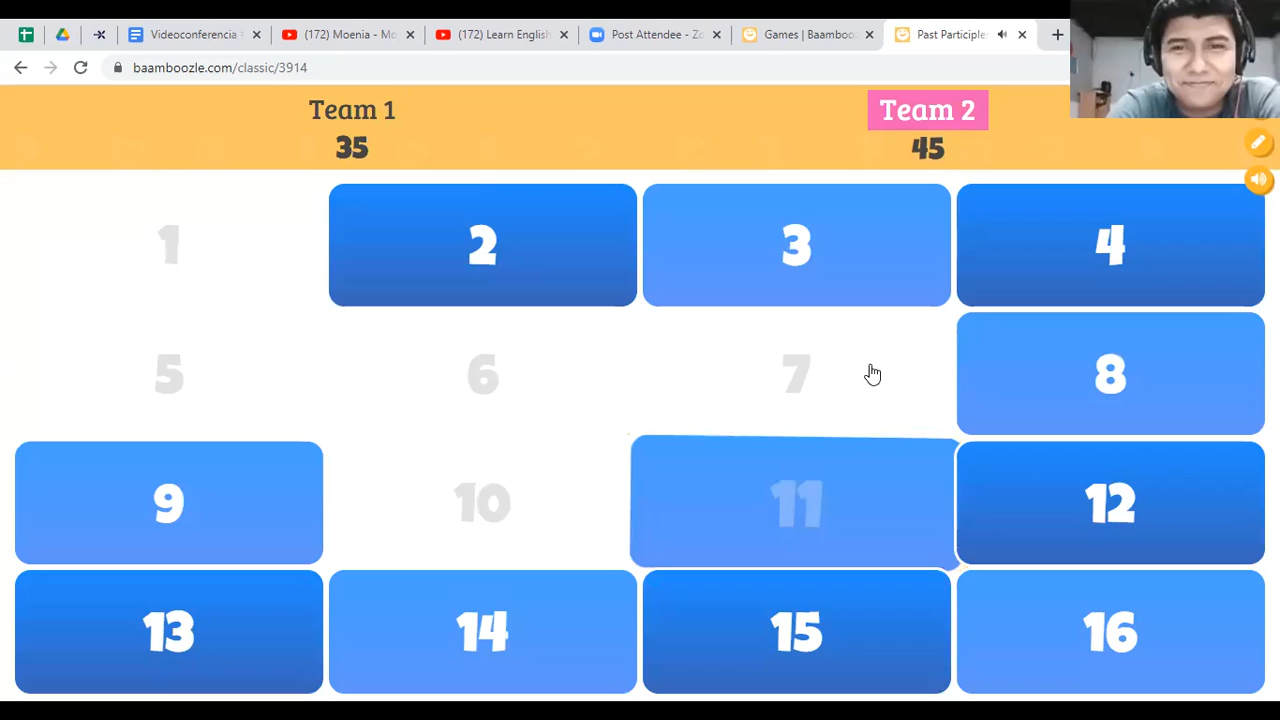 Videoconferencia
(172) Moenia - Mo
(172) Learn English
Post Attendee - Zo
Games | Baamboo
Past Participle
baamboozle.com/classic/3914
Team 1
Team 2
35
45
1
2
3
4
5
6
7
8
9
10
11
12
13
14
15
16